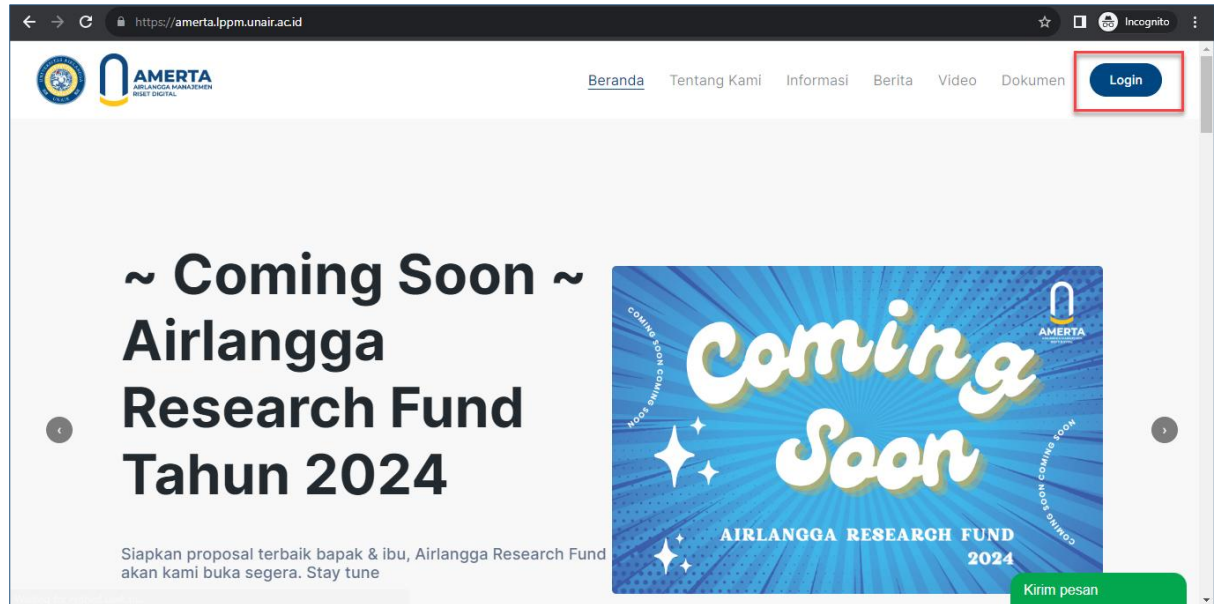 https://amerta.lppm.unair.ac.id
Incognito
AMERTA
AIRLANGGA MANAJEMEN
RISET DIGITAL
Beranda
Tentang Kami
Informasi
Berita
Video
Dokumen
Login
~ Coming Soon ~
Airlangga
Research Fund
Tahun 2024
Siapkan proposal terbaik bapak & ibu, Airlangga Research Fund
akan kami buka segera. Stay tune
COMING SOON COMING SOON
AMERTA
Coming
Soon
COMING SOON COMING SOON
AIRLANGGA RESEARCH FUND
2024
Kirim pesan